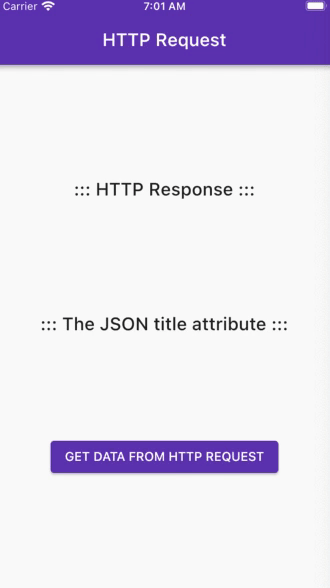 Carrier 7:01 AM
HTTP Request
::: HTTP Response :::
::: The JSON title attribute :::
GET DATA FROM HTTP REQUEST